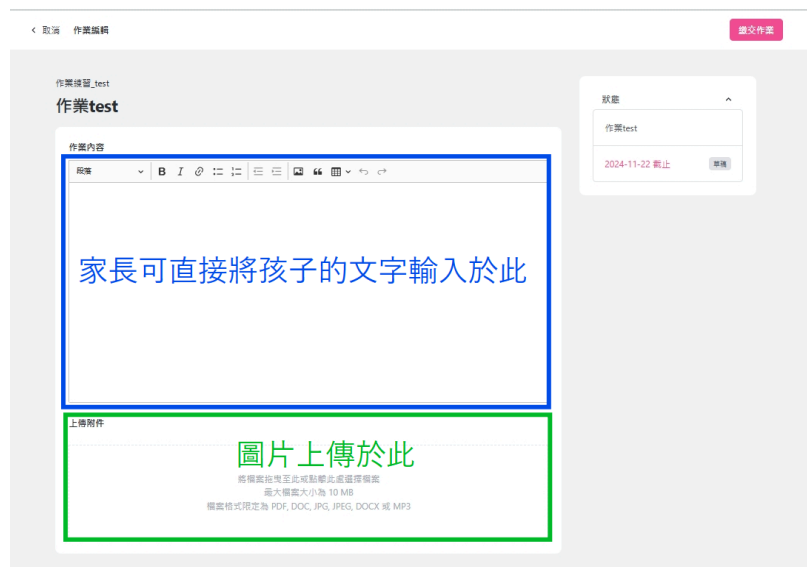 取消 作業編輯 繳交作業
作業練習_test
作業test
狀態
作業test
2024-11-22 截止 草稿
作業內容
段落 B I
家長可直接將孩子的文字輸入於此
上傳附件
圖片上傳於此
將檔案拖曳至此或點擊此處選擇檔案
最大檔案大小為 10 MB
檔案格式限定為 PDF, DOC, JPG, JPEG, DOCX 或 MP3